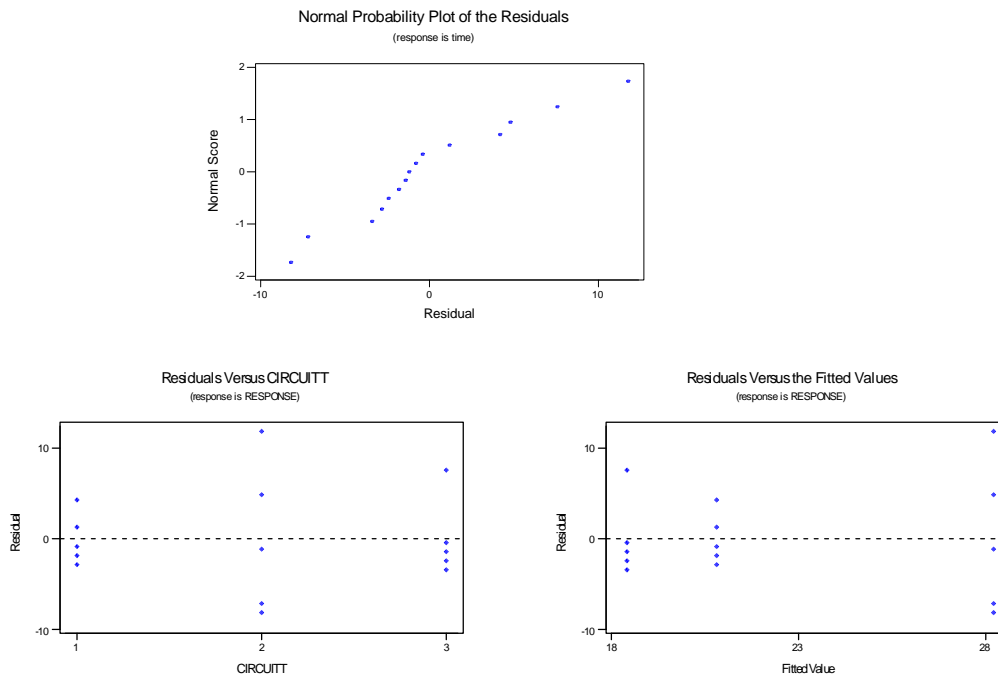 Normal Probability Plot of the Residuals
(response is time)
2
1
0
-1
-2
Normal Score
-10
0
10
Residual
Residuals Versus CIRCUITT
(response is RESPONSE)
10
0
-10
Residual
1
2
3
CIRCUITT
Residuals Versus the Fitted Values
(response is RESPONSE)
10
0
-10
Residual
18
23
28
Fitted Value